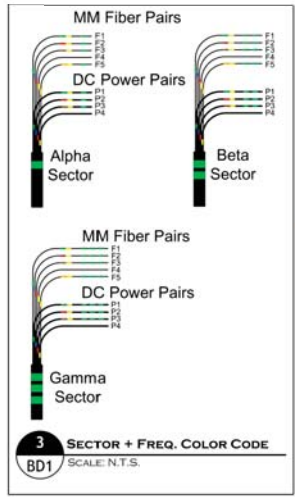 MM Fiber Pairs
F1
F2
F3
F4
F5
DC Power Pairs
P1
P2
P3
P4
Alpha
Sector
F1
F2
F3
F4
F5
P1
P2
P3
P4
Beta
Sector
MM Fiber Pairs
F1
F2
F3
F4
F5
DC Power Pairs
P1
P2
P3
P4
Gamma
Sector
3
BD1
SECTOR + FREQ. COLOR CODE
SCALE: N.T.S.